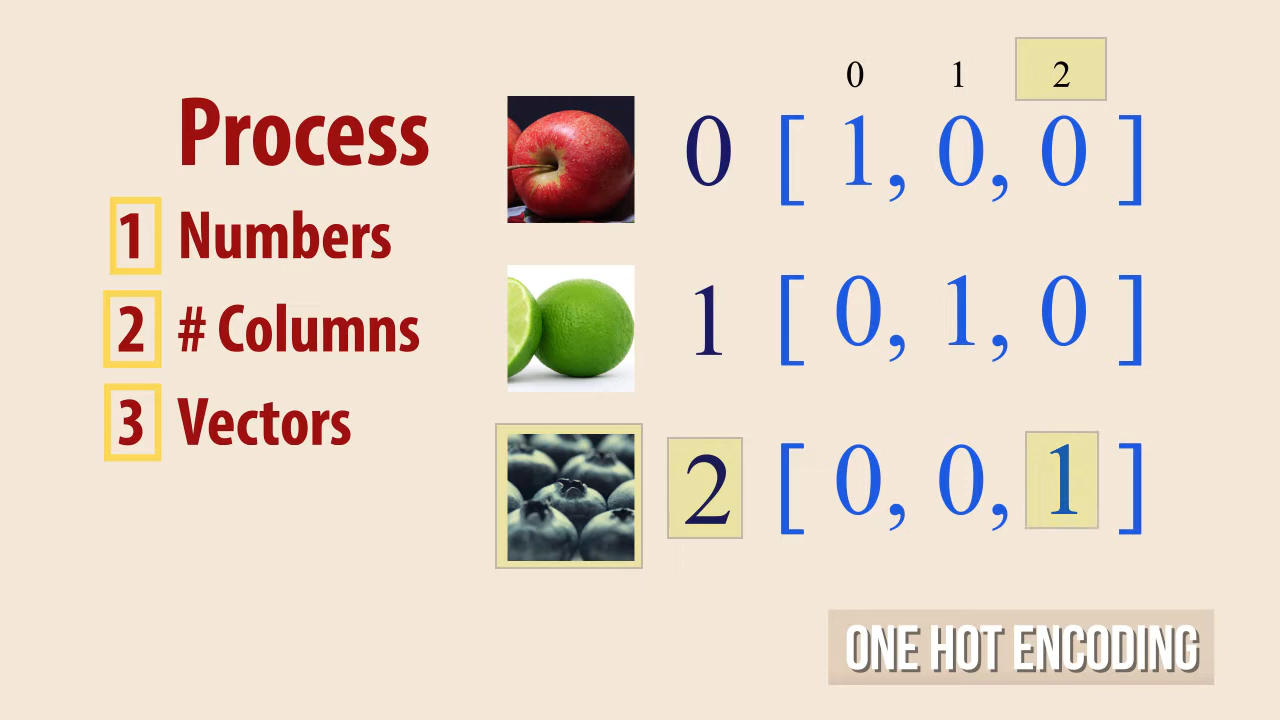 Process
1 Numbers
2 # Columns
3 Vectors
0 1 2
0 [ 1, 0, 0 ]
1 [ 0, 1, 0 ]
2 [ 0, 0, 1 ]
ONE HOT ENCODING